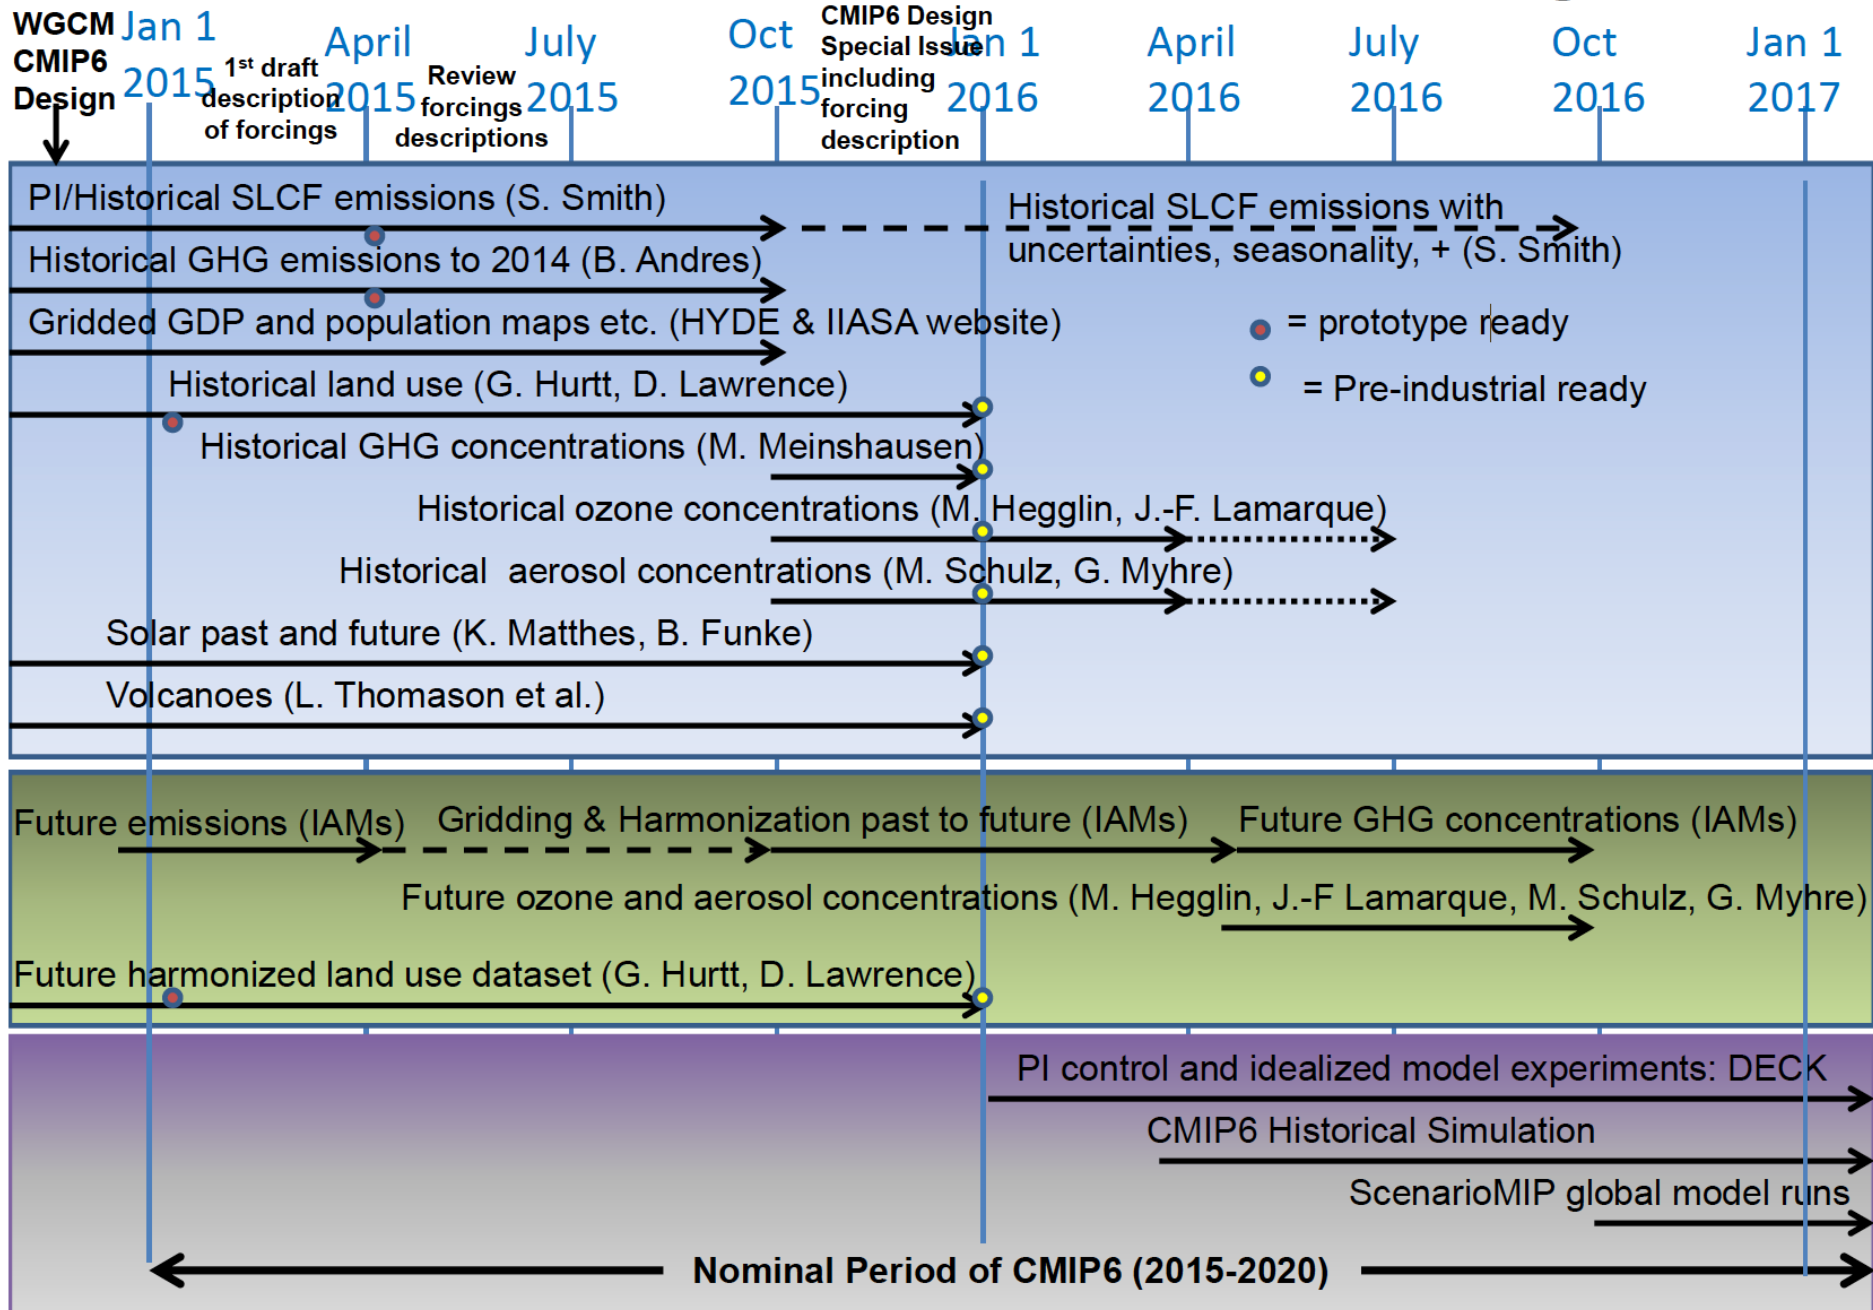 WGCM
CMIP6
Design
Jan 1
2015
1st draft
description
of forcings
April
2015
Review
forcings
descriptions
July
2015
Oct
2015
CMIP6 Design
Special Issue
including
forcing
description
Jan 1
2016
April
2016
July
2016
Oct
2016
Jan 1
2017
PI/Historical SLCF emissions (S. Smith)
Historical SLCF emissions with
uncertainties, seasonality, + (S. Smith)
Historical GHG emissions to 2014 (B. Andres)
Gridded GDP and population maps etc. (HYDE & IIASA website)
= prototype ready
Historical land use (G. Hurtt, D. Lawrence)
= Pre-industrial ready
Historical GHG concentrations (M. Meinshausen)
Historical ozone concentrations (M. Hegglin, J.-F. Lamarque)
Historical aerosol concentrations (M. Schulz, G. Myhre)
Solar past and future (K. Matthes, B. Funke)
Volcanoes (L. Thomason et al.)
Future emissions (IAMs)
Gridding & Harmonization past to future (IAMs)
Future GHG concentrations (IAMs)
Future ozone and aerosol concentrations (M. Hegglin, J.-F Lamarque, M. Schulz, G. Myhre)
Future harmonized land use dataset (G. Hurtt, D. Lawrence)
PI control and idealized model experiments: DECK
CMIP6 Historical Simulation
ScenarioMIP global model runs
Nominal Period of CMIP6 (2015-2020)